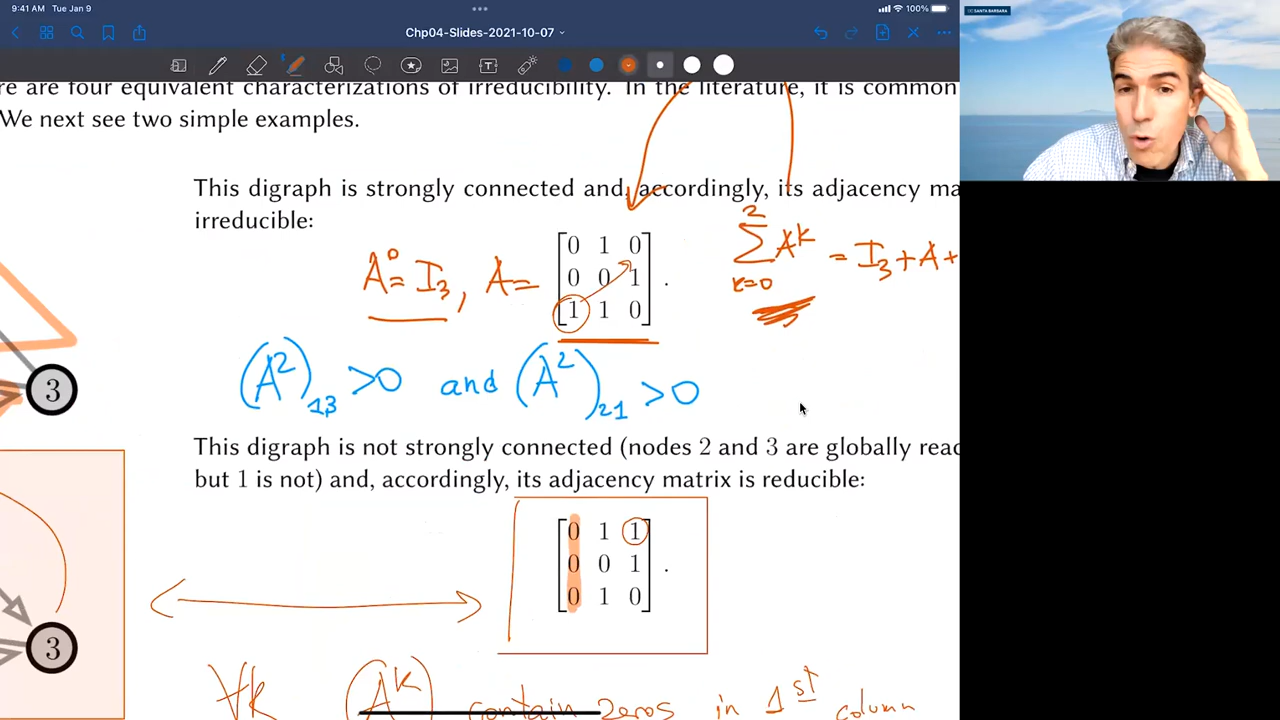 9:41 AM Tue Jan 9
100%
Chp04-Slides-2021-10-07
SANTA BARBARA
re are four equivalent characterizations of irreducibility. In the literature, it is common
We next see two simple examples.
This digraph is strongly connected and, accordingly, its adjacency ma
irreducible:
A⁰ = I₃, A =
0 1 0
0 0 1
1 1 0
.
2
∑ Aᵏ = I₃ + A +
k=0
(A²)₁₃ >0 and (A²)₂₁ >0
3
This digraph is not strongly connected (nodes 2 and 3 are globally reac
but 1 is not) and, accordingly, its adjacency matrix is reducible:
0 1 1
0 0 1
0 1 0
.
3
∀k (Aᵏ) contain zeros in 1st column